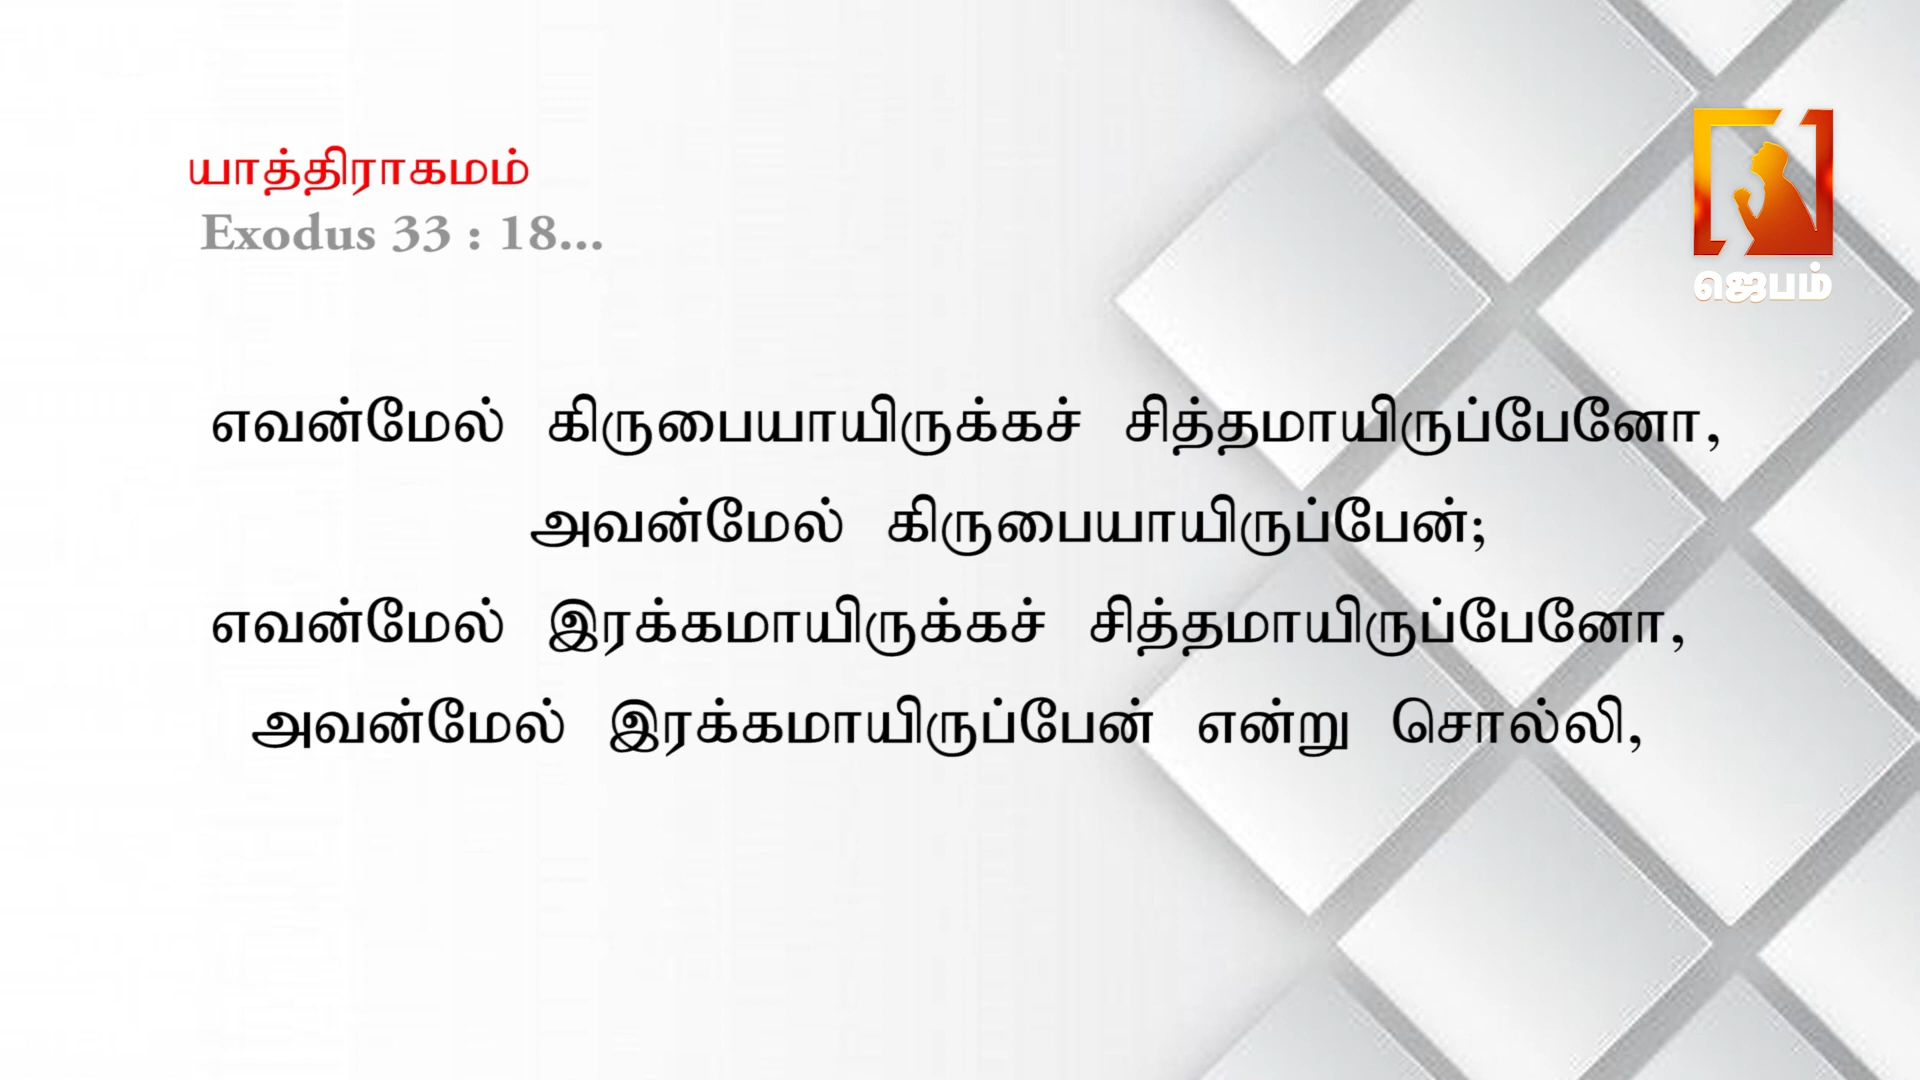 யாத்திராகமம்
Exodus 33 : 18...
ஜெபம்
எவன்மேல் கிருபையாயிருக்கச் சித்தமாயிருப்பேனோ,
அவன்மேல் கிருபையாயிருப்பேன்;
எவன்மேல் இரக்கமாயிருக்கச் சித்தமாயிருப்பேனோ,
அவன்மேல் இரக்கமாயிருப்பேன் என்று சொல்லி,